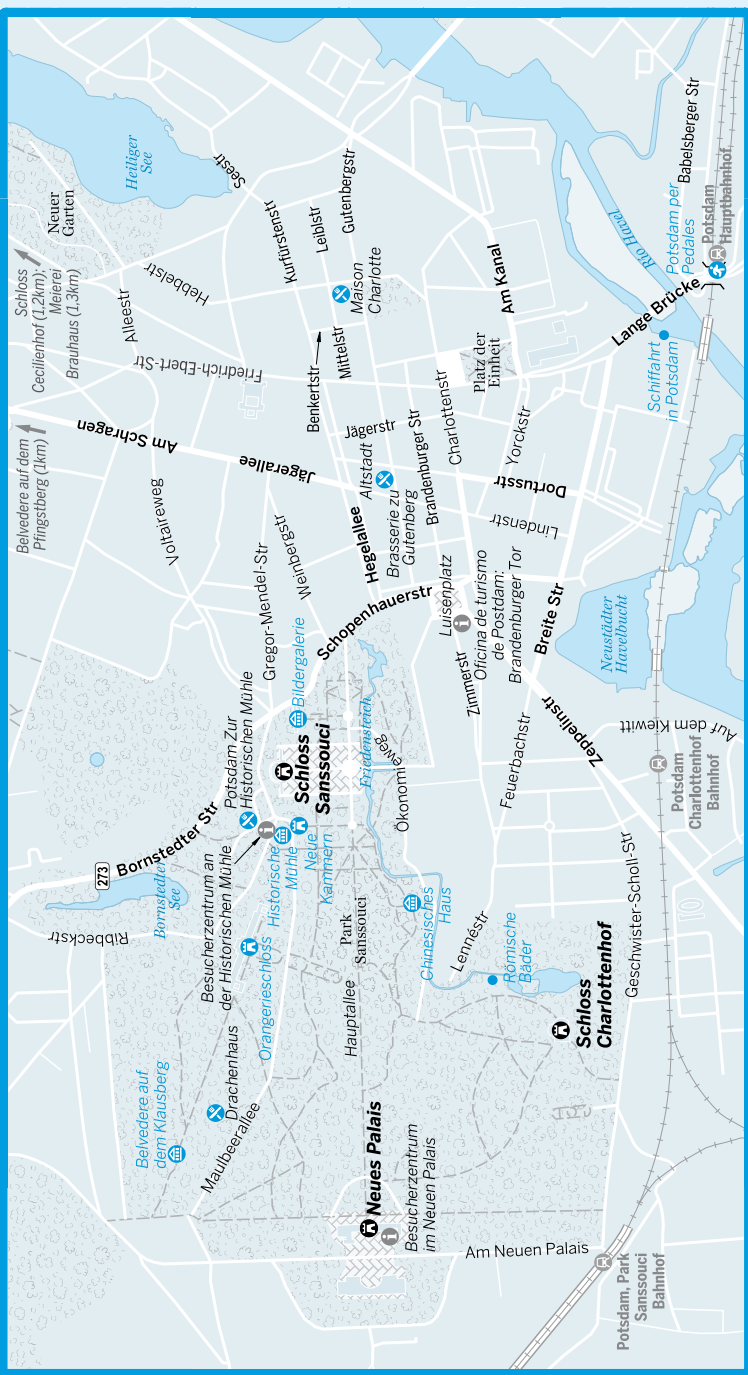 Belvedere auf
dem Klausberg
Ribbeckstr
Bornstedter
See
273
Bornstedter Str
Drachenhaus
Maulbeerallee
Besucherzentrum an
der Historischen Mühle
Orangerieschloss
Historische
Mühle
Neue
Kammern
Potsdam Zur
Historischen Mühle
Schloss
Sanssouci
Bildergalerie
Gregor-Mendel-Str
Weinbergstr
Voltaireweg
Belvedere auf dem
Pfingstberg (1km)
Am Schragen
Jägerallee
Schloss
Cecilienhof (1,2km);
Meierei
Brauhaus (1,3km)
Neuer
Garten
Heiliger
See
Alleestr
Hebbelstr
Friedrich-Ebert-Str
Seestr
Kurfürstenstr
Leiblstr
Gutenbergstr
Benkertstr
Mittelstr
Maison
Charlotte
Jägerstr
Altstadt
Hegelallee
Brasserie zu
Gutenberg
Brandenburger Str
Charlottenstr
Schopenhauerstr
Luisenplatz
Oficina de turismo
de Postdam:
Brandenburger Tor
Am Kanal
Platz der
Einheit
Yorckstr
Dortusstr
Lindenstr
Breite Str
Neues Palais
Besucherzentrum
im Neuen Palais
Am Neuen Palais
Hauptallee
Park
Sanssouci
Friedensteich
Ökonomieweg
Chinesisches
Haus
Lennéstr
Römische
Bäder
Schloss
Charlottenhof
Geschwister-Scholl-Str
Feuerbachstr
Zimmerstr
Zeppelinstr
Neustädter
Havelbucht
Auf dem Kiewitt
Potsdam
Charlottenhof
Bahnhof
Potsdam, Park
Sanssouci
Bahnhof
Schiffahrt
in Potsdam
Lange Brücke
Río Havel
Potsdam per
Pedales
Potsdam
Hauptbahnhof
Babelsberger Str